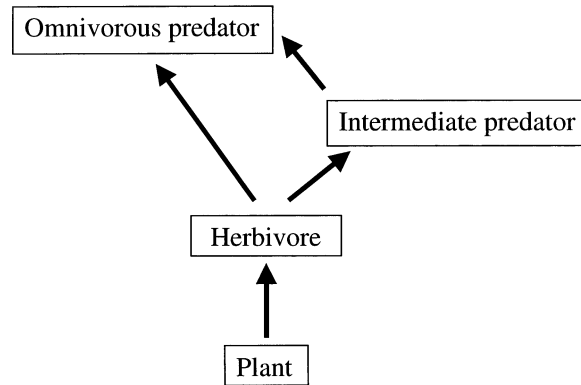 Omnivorous predator
Intermediate predator
Herbivore
Plant